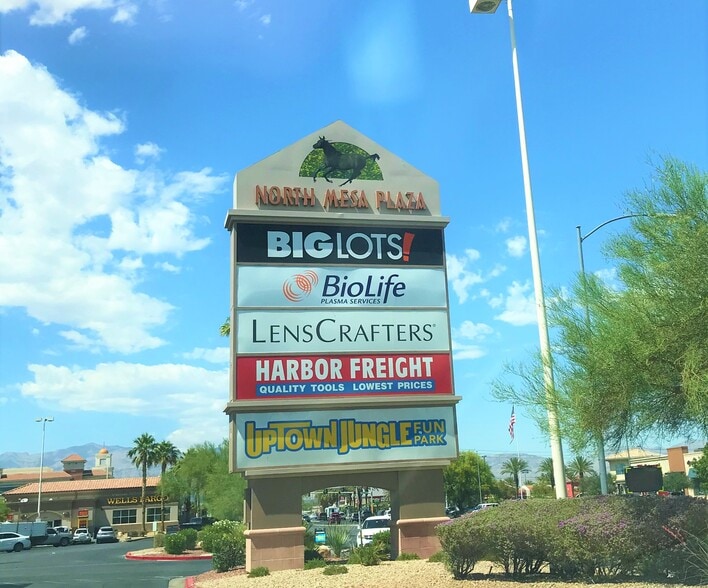 NORTH MESA PLAZA
BIG LOTS!
BioLife
PLASMA SERVICES
LENSCRAFTERS®
HARBOR FREIGHT
QUALITY TOOLS LOWEST PRICES
UPTOWN JUNGLE FUN
PARK
WELLS FARGO